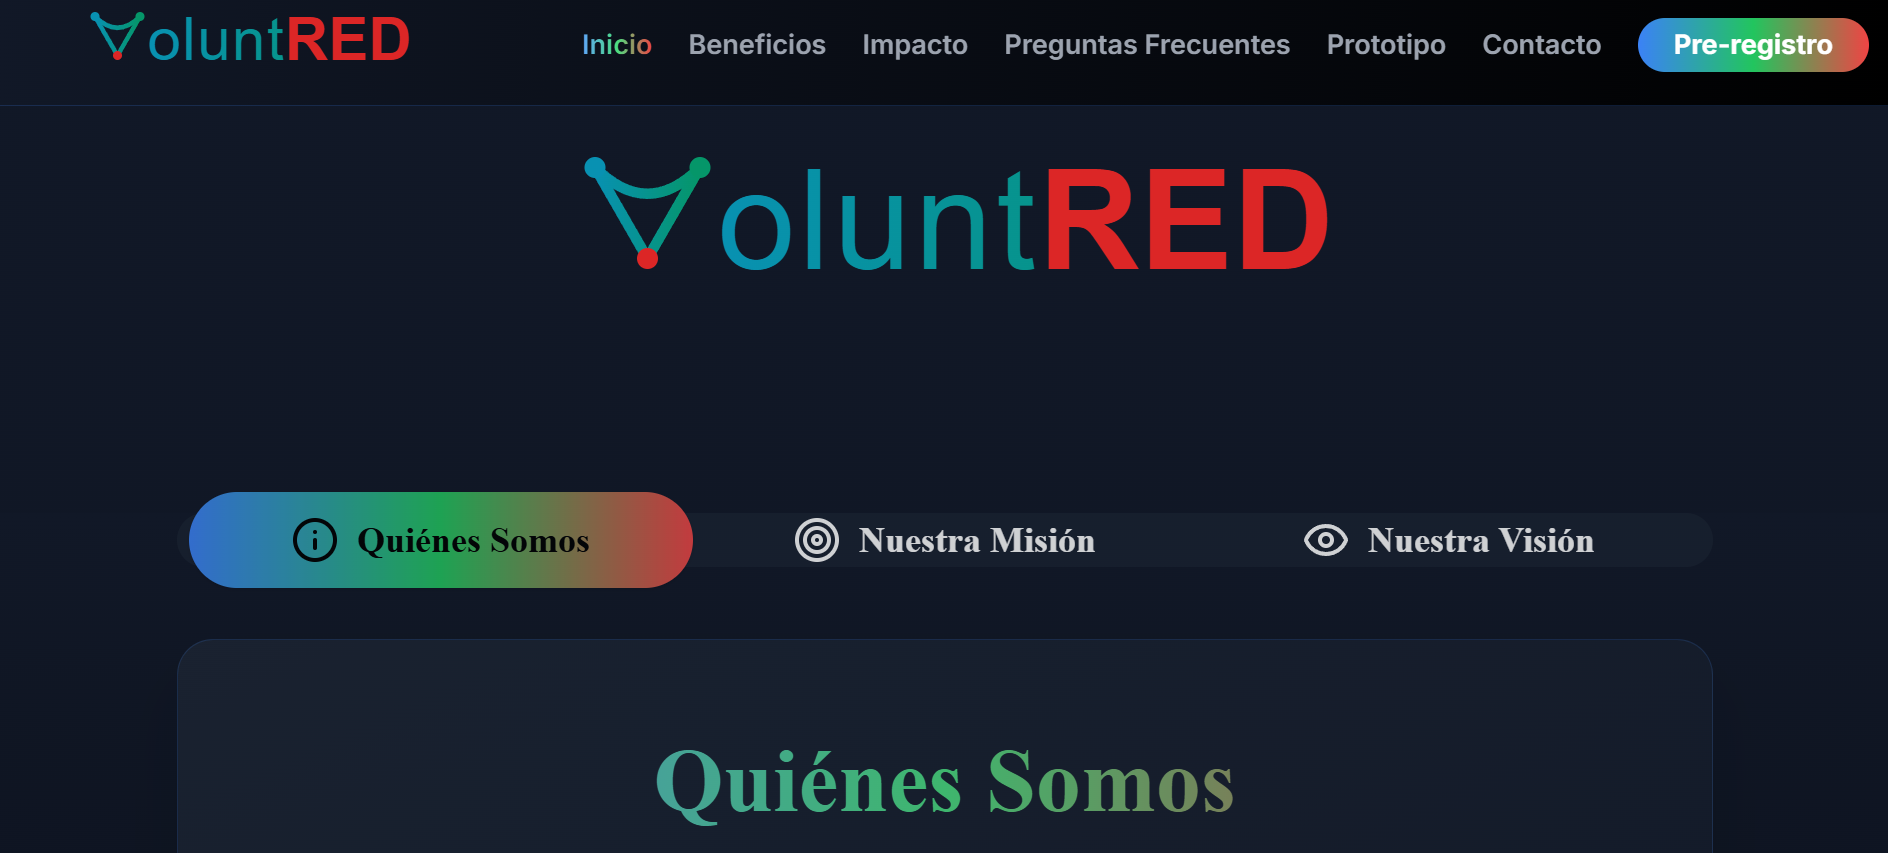 VoluntRED
Inicio Beneficios Impacto Preguntas Frecuentes Prototipo Contacto Pre-registro
VoluntRED
Quiénes Somos Nuestra Misión Nuestra Visión
Quiénes Somos